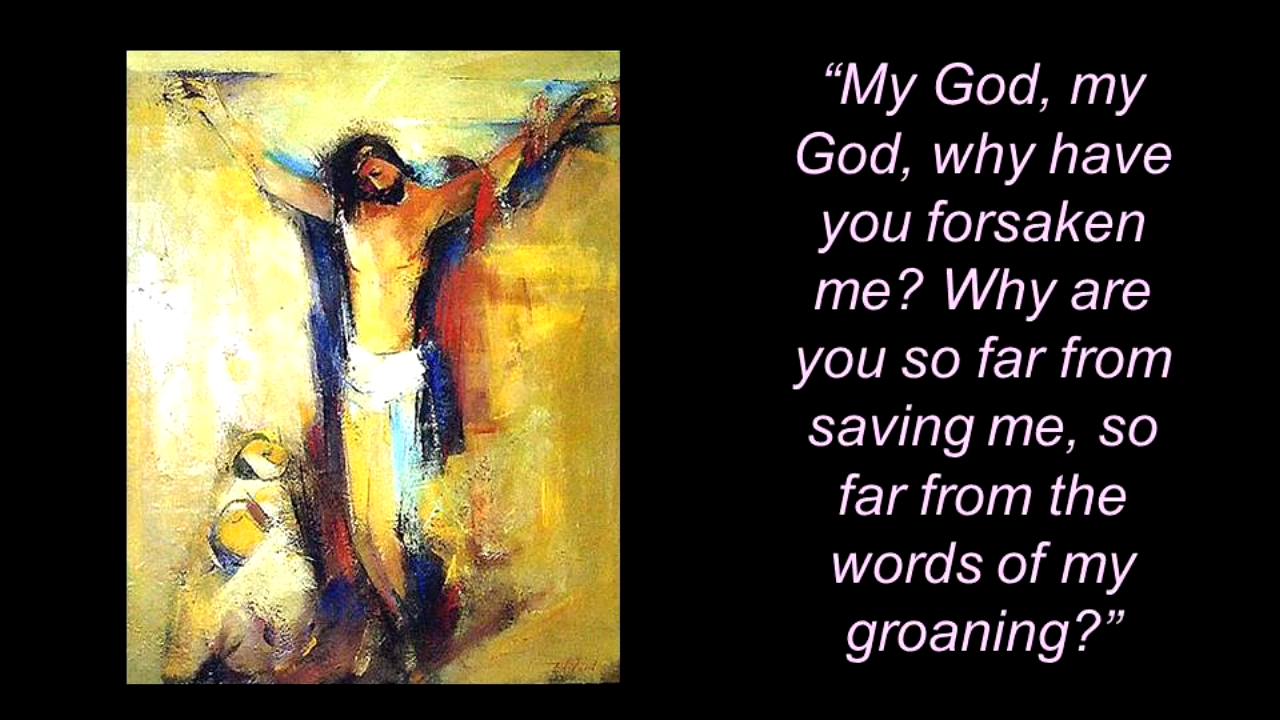 “My God, my
God, why have
you forsaken
me? Why are
you so far from
saving me, so
far from the
words of my
groaning?”